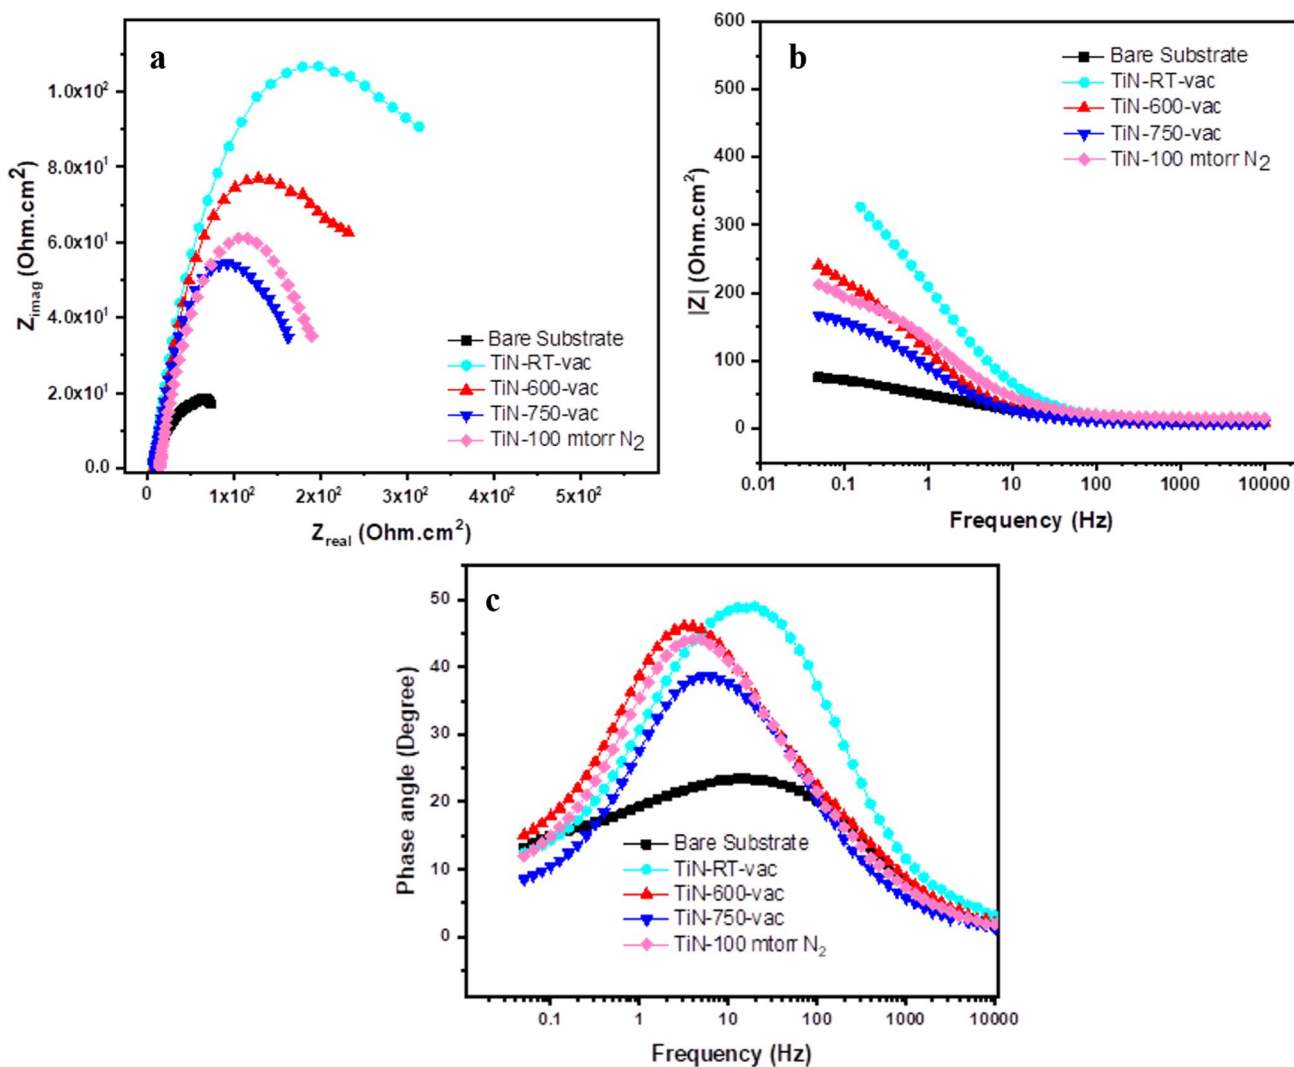 a
Z_imag (Ohm.cm²)
1.0x10²
8.0x10¹
6.0x10¹
4.0x10¹
2.0x10¹
0.0
0 1x10² 2x10² 3x10² 4x10² 5x10²
Z_real (Ohm.cm²)
Bare Substrate
TiN-RT-vac
TiN-600-vac
TiN-750-vac
TiN-100 mtorr N₂
b
|Z| (Ohm.cm²)
600
500
400
300
200
100
0
0.01 0.1 1 10 100 1000 10000
Frequency (Hz)
Bare Substrate
TiN-RT-vac
TiN-600-vac
TiN-750-vac
TiN-100 mtorr N₂
c
Phase angle (Degree)
50
40
30
20
10
0
0.1 1 10 100 1000 10000
Frequency (Hz)
Bare Substrate
TiN-RT-vac
TiN-600-vac
TiN-750-vac
TiN-100 mtorr N₂